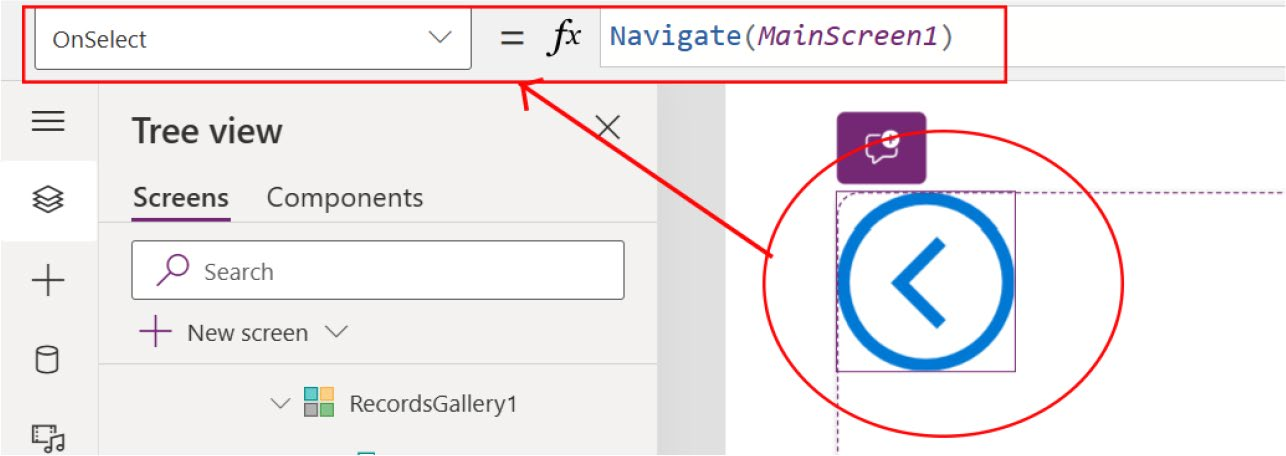 OnSelect = fx Navigate(MainScreen1)
Tree view
Screens Components
Search
New screen
RecordsGallery1